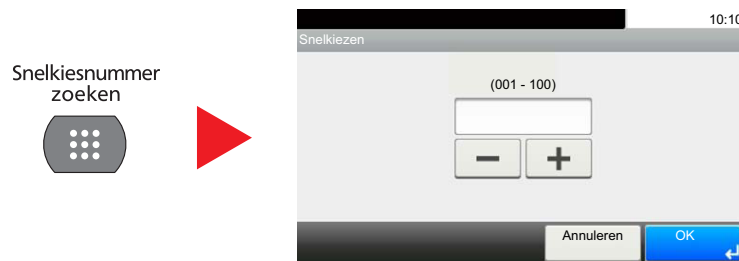 Snelkiesnummer
zoeken
10:10
Snelkiezen
(001 - 100)
Annuleren
OK